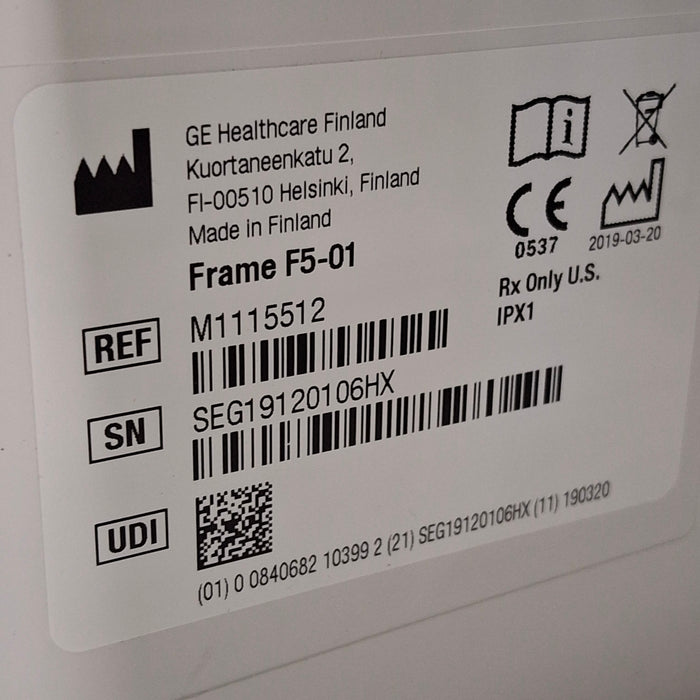 GE Healthcare Finland
Kuortaneenkatu 2,
FI-00510 Helsinki, Finland
Made in Finland
Frame F5-01
i
CE
0537
2019-03-20
Rx Only U.S.
IPX1
REF
M1115512
SN
SEG19120106HX
UDI
(01) 0 0840682 10399 2 (21) SEG19120106HX (11) 190320